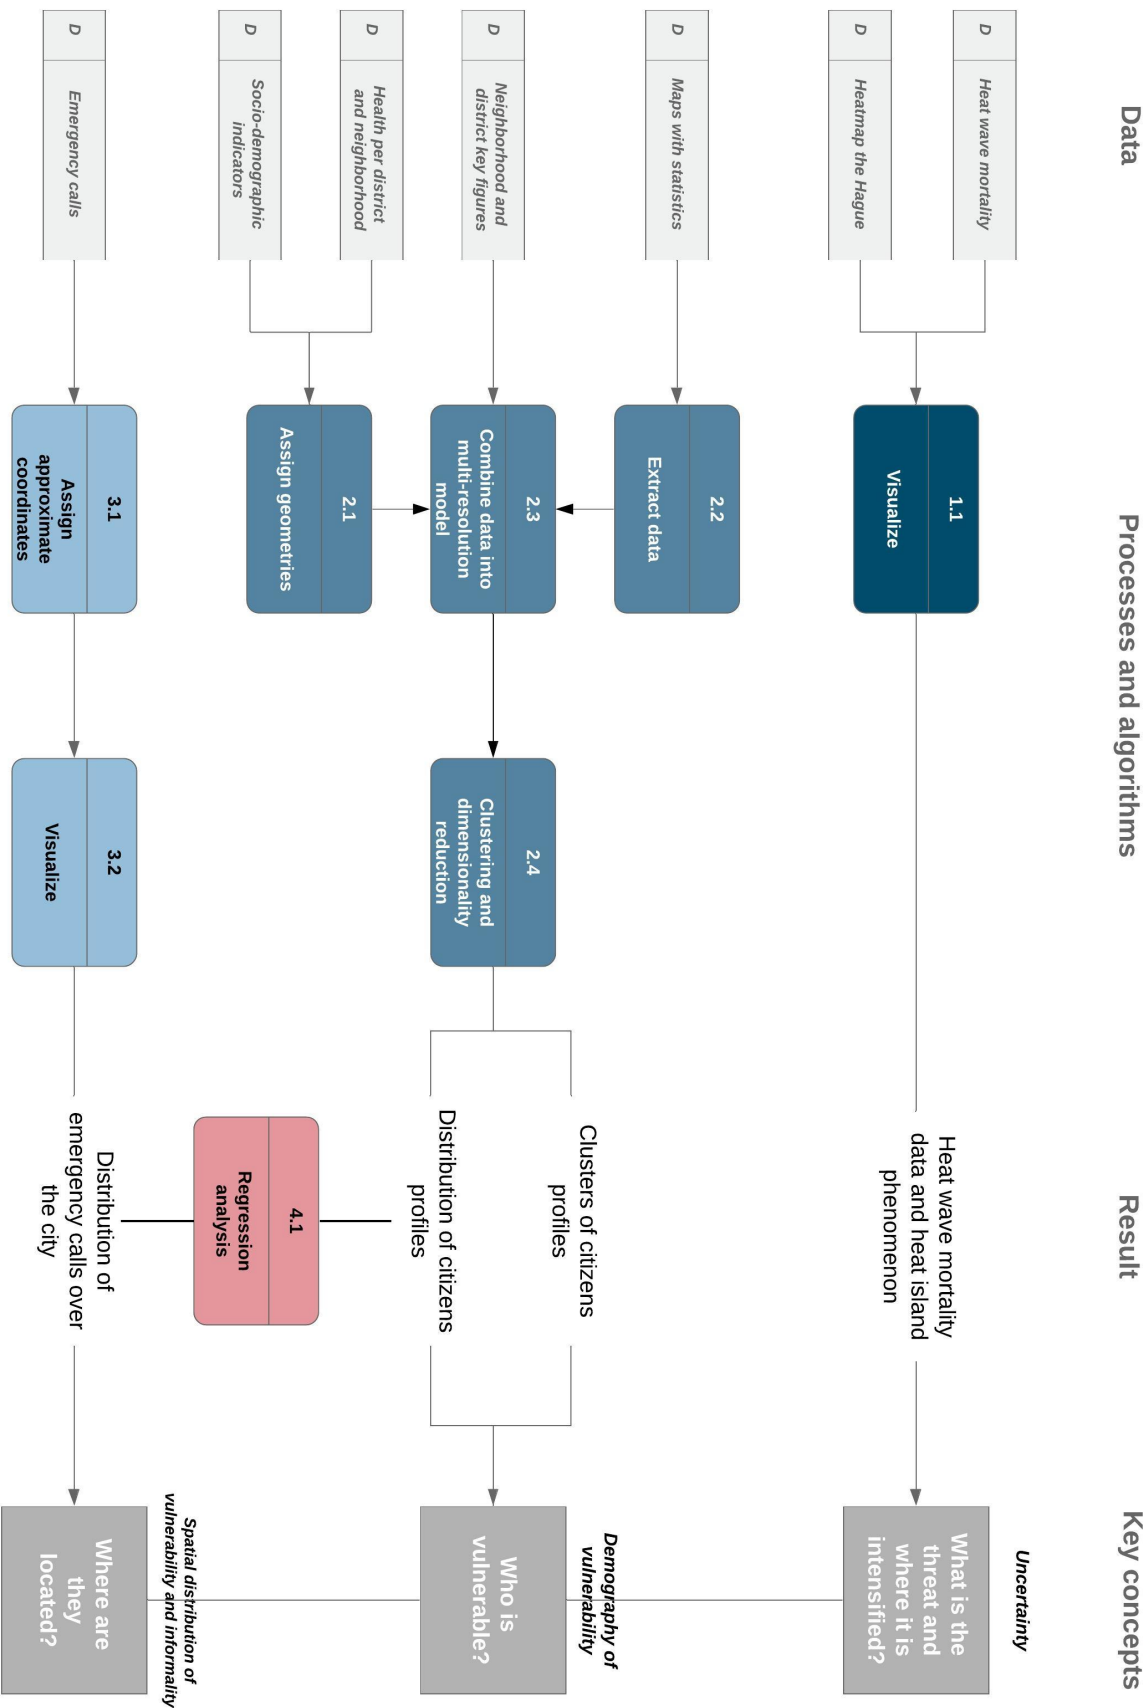 Data
Processes and algorithms
Result
Key concepts
D
Heat wave mortality
D
Heatmap the Hague
1.1
Visualize
Heat wave mortality
data and heat island
phenomenon
Uncertainty
What is the
threat and
where it is
intensified?
D
Maps with statistics
2.2
Extract data
D
Neighborhood and
district key figures
2.3
Combine data into
multi-resolution
model
2.4
Clustering and
dimensionality
reduction
Clusters of citizens
profiles
Distribution of citizens
profiles
Demography of
vulnerability
Who is
vulnerable?
D
Health per district
and neighborhood
D
Socio-demographic
indicators
2.1
Assign geometries
4.1
Regression
analysis
D
Emergency calls
3.1
Assign
approximate
coordinates
3.2
Visualize
Distribution of
emergency calls over
the city
Spatial distribution of
vulnerability and informality
Where are
they
located?